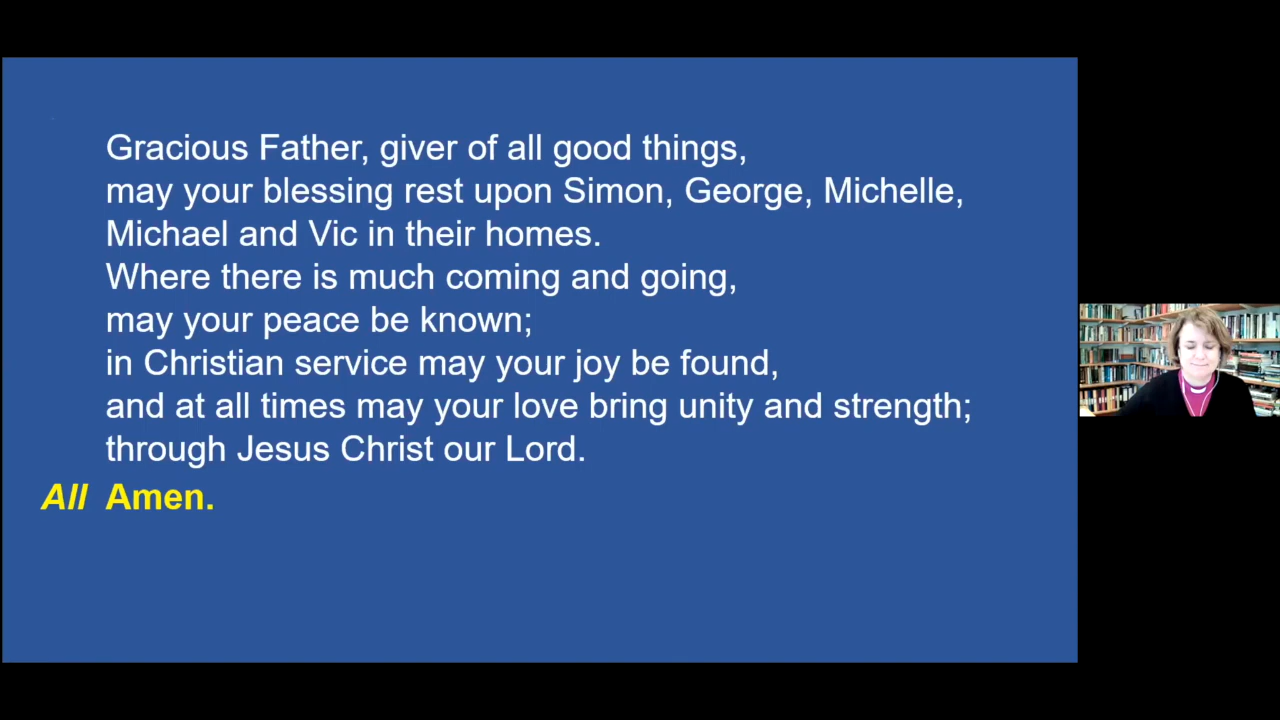 Gracious Father, giver of all good things,
may your blessing rest upon Simon, George, Michelle,
Michael and Vic in their homes.
Where there is much coming and going,
may your peace be known;
in Christian service may your joy be found,
and at all times may your love bring unity and strength;
through Jesus Christ our Lord.
All Amen.